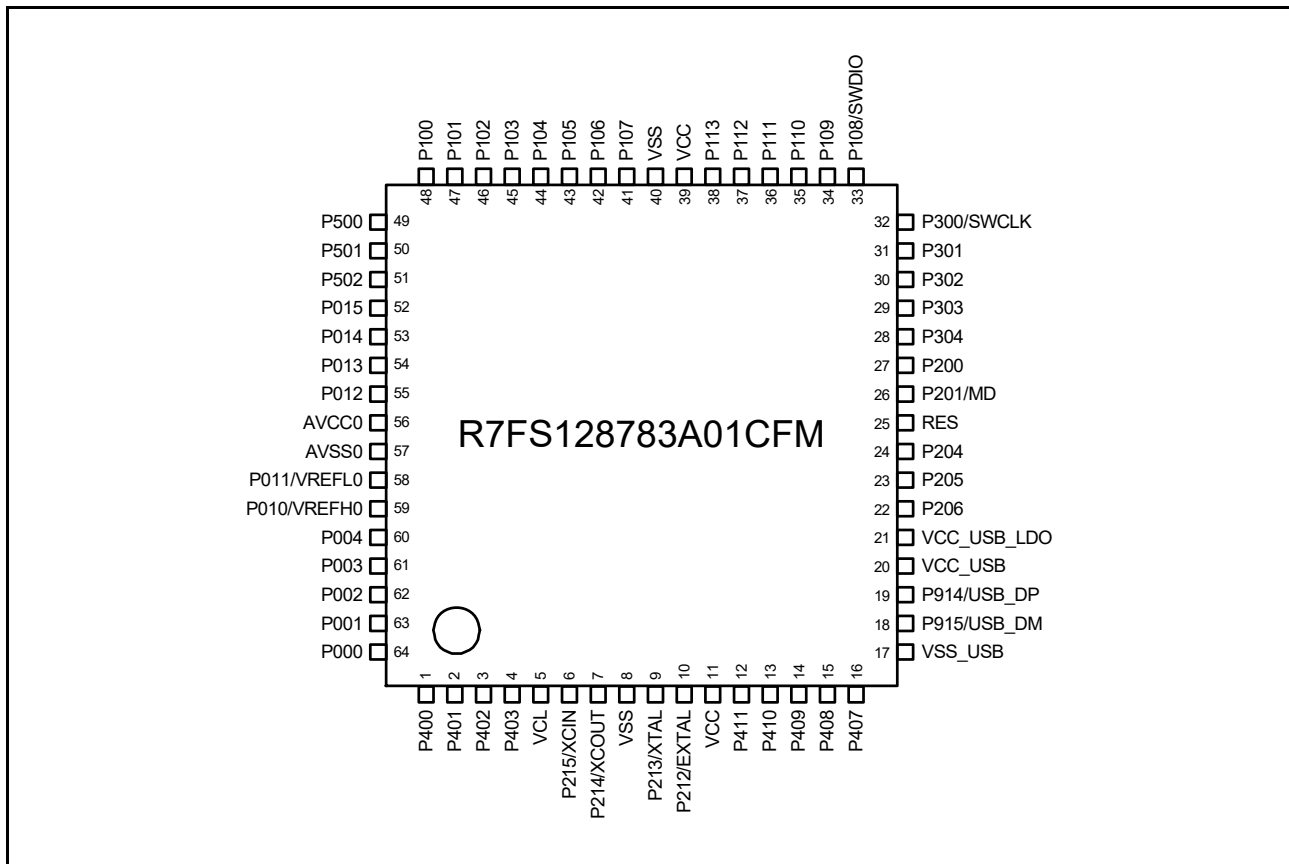 P100
P101
P102
P103
P104
P105
P106
P107
VSS
VCC
P113
P112
P111
P110
P109
P108/SWDIO
48
47
46
45
44
43
42
41
40
39
38
37
36
35
34
33
P500 49
P501 50
P502 51
P015 52
P014 53
P013 54
P012 55
AVCC0 56
AVSS0 57
P011/VREFL0 58
P010/VREFH0 59
P004 60
P003 61
P002 62
P001 63
P000 64
R7FS128783A01CFM
32 P300/SWCLK
31 P301
30 P302
29 P303
28 P304
27 P200
26 P201/MD
25 RES
24 P204
23 P205
22 P206
21 VCC_USB_LDO
20 VCC_USB
19 P914/USB_DP
18 P915/USB_DM
17 VSS_USB
1
2
3
4
5
6
7
8
9
10
11
12
13
14
15
16
P400
P401
P402
P403
VCL
P215/XCIN
P214/XCOUT
VSS
P213/XTAL
P212/EXTAL
VCC
P411
P410
P409
P408
P407